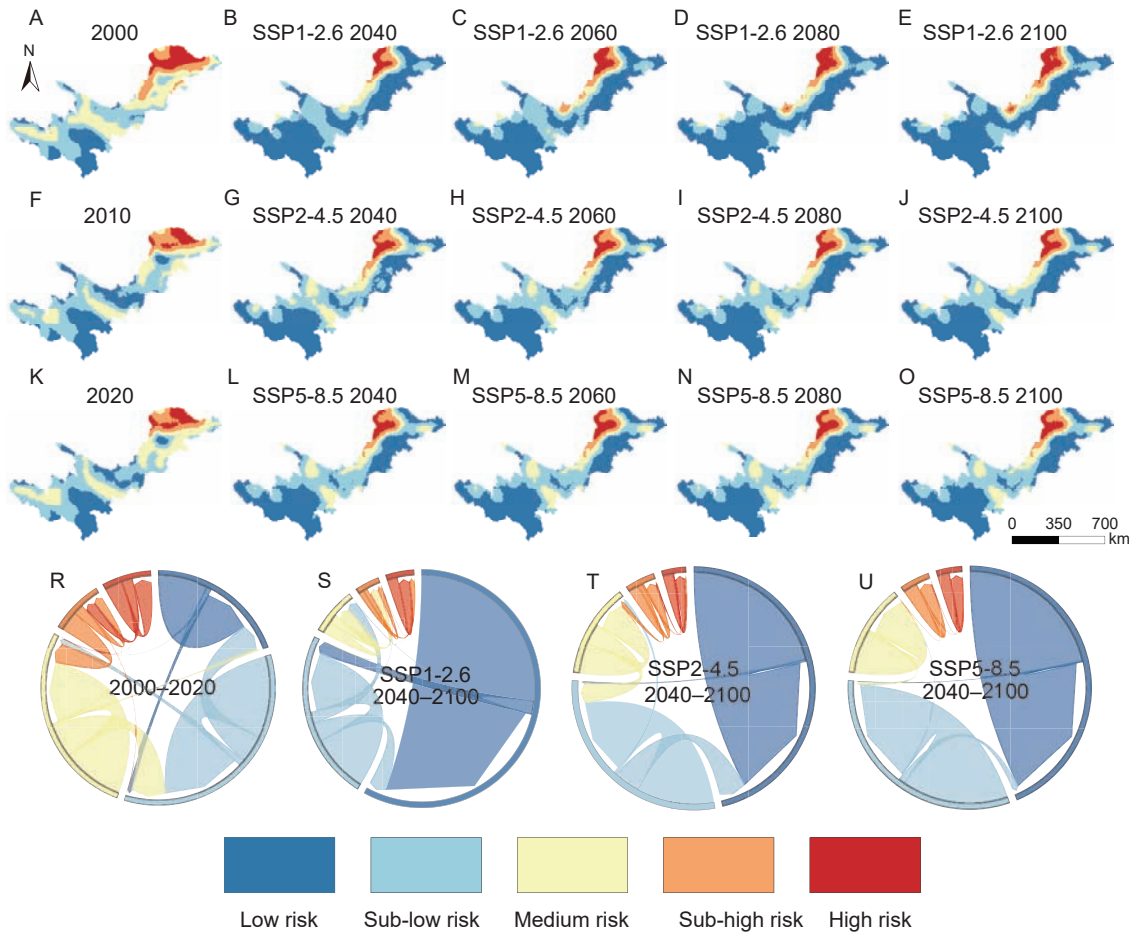 A
2000
N
B
SSP1-2.6 2040
C
SSP1-2.6 2060
D
SSP1-2.6 2080
E
SSP1-2.6 2100
F
2010
G
SSP2-4.5 2040
H
SSP2-4.5 2060
I
SSP2-4.5 2080
J
SSP2-4.5 2100
K
2020
L
SSP5-8.5 2040
M
SSP5-8.5 2060
N
SSP5-8.5 2080
O
SSP5-8.5 2100
0 350 700
km
R
2000–2020
S
SSP1-2.6
2040–2100
T
SSP2-4.5
2040–2100
U
SSP5-8.5
2040–2100
Low risk
Sub-low risk
Medium risk
Sub-high risk
High risk